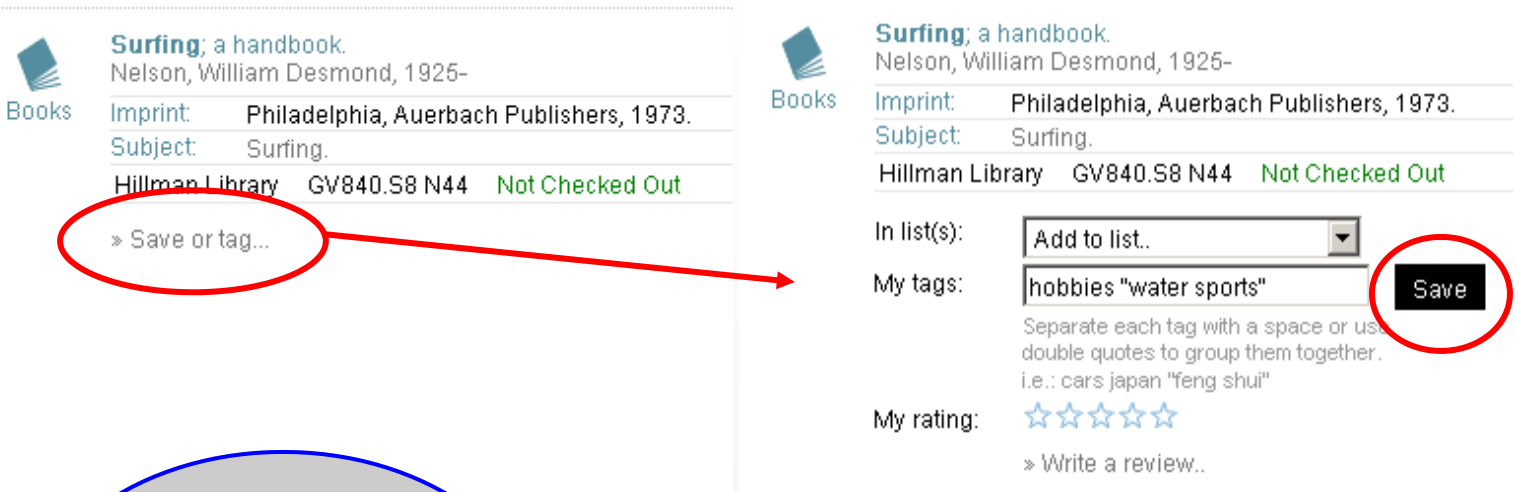 Surfing; a handbook.
Nelson, William Desmond, 1925-
Books
Imprint: Philadelphia, Auerbach Publishers, 1973.
Subject: Surfing.
Hillman Library GV840.S8 N44 Not Checked Out
» Save or tag...
Surfing; a handbook.
Nelson, William Desmond, 1925-
Books
Imprint: Philadelphia, Auerbach Publishers, 1973.
Subject: Surfing.
Hillman Library GV840.S8 N44 Not Checked Out
In list(s): Add to list..
My tags: hobbies "water sports" Save
Separate each tag with a space or use
double quotes to group them together.
i.e.: cars japan "feng shui"
My rating:
» Write a review..